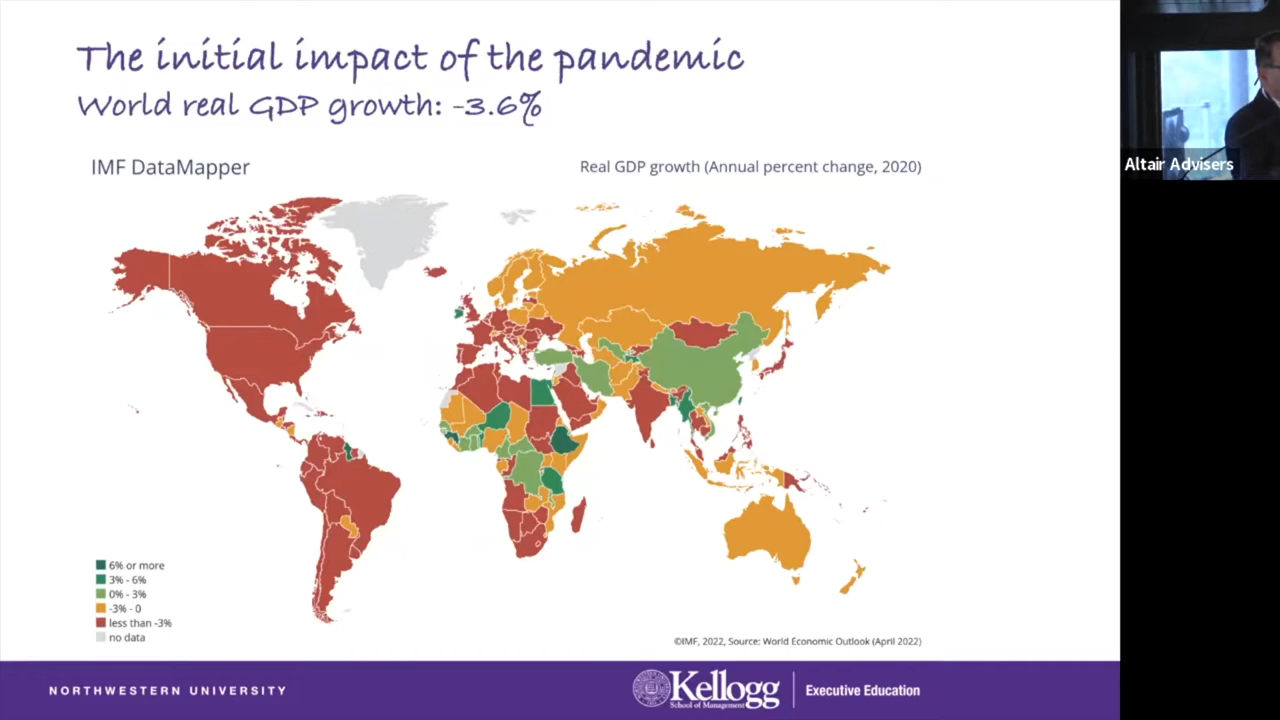 The initial impact of the pandemic
World real GDP growth: -3.6%
IMF DataMapper
Real GDP growth (Annual percent change, 2020)
Altair Advisers
6% or more
3% - 6%
0% - 3%
-3% - 0
less than -3%
no data
©IMF, 2022, Source: World Economic Outlook (April 2022)
NORTHWESTERN UNIVERSITY
Kellogg
School of Management
Executive Education